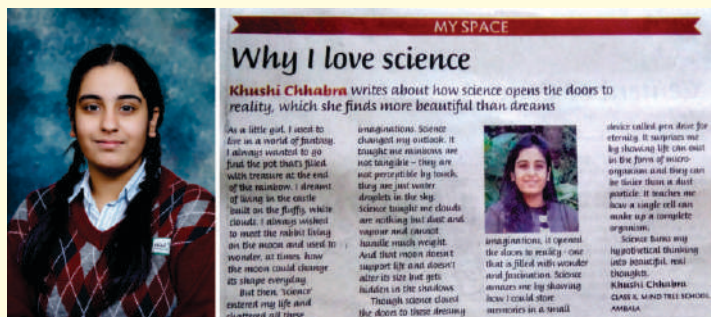 MY SPACE
Why I love science
Khushi Chhabra writes about how science opens the doors to
reality, which she finds more beautiful than dreams
As a little girl, I used to
live in a world of fantasy.
I always wanted to go
find the pot that's filled
with treasure at the end
of the rainbow. I dreamt
of living in the castle
built on the fluffy, white
clouds. I always wished
to meet the rabbit living
on the moon and used to
wonder, at times, how
the moon could change
its shape everyday.
But then, 'science'
entered my life and
shattered all these
imaginations. Science
changed my outlook. It
taught me rainbows are
not tangible – they are
not perceptible by touch,
they are just water
droplets in the sky.
Science taught me clouds
are nothing but dust and
vapour and cannot
handle much weight.
And that moon doesn't
support life and doesn't
alter its size but gets
hidden in the shadows.
Though science closed
the doors to these dreamy
imaginations, it opened
the doors to reality - one
that is filled with wonder
and fascination. Science
amazes me by showing
how I could store
memories in a small
device called pen drive for
eternity. It surprises me
by showing life can exist
in the form of micro-
organism and they can
be tinier than a dust
particle. It teaches me
how a single cell can
make up a complete
organism.
Science turns my
hypothetical thinking
into beautiful, real
thoughts.
Khushi Chhabra
MIND TREE SCHOOL,
AMBALA